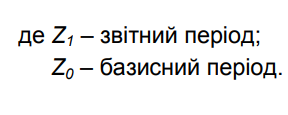 де Z₁ – звітний період;
Z₀ – базисний період.